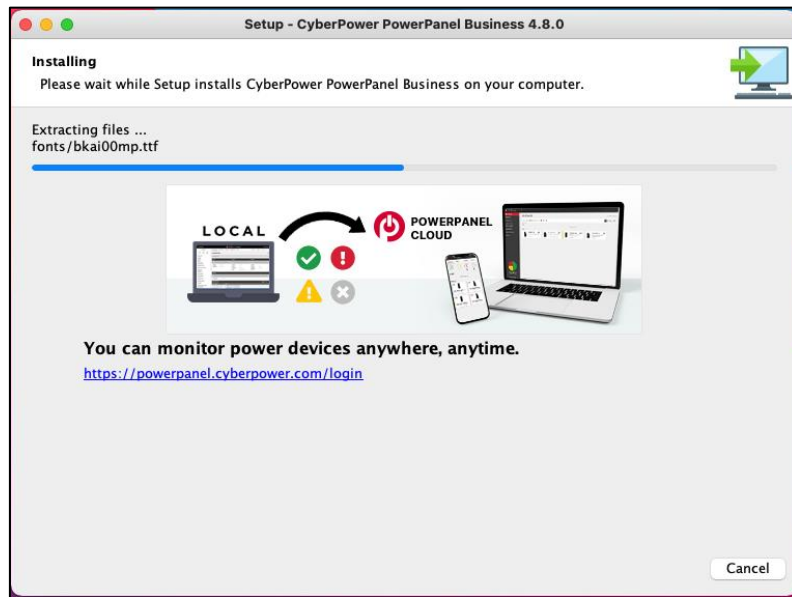 Setup - CyberPower PowerPanel Business 4.8.0
Installing
Please wait while Setup installs CyberPower PowerPanel Business on your computer.
Extracting files ...
fonts/bkai00mp.ttf
LOCAL
POWERPANEL
CLOUD
You can monitor power devices anywhere, anytime.
https://powerpanel.cyberpower.com/login
Cancel